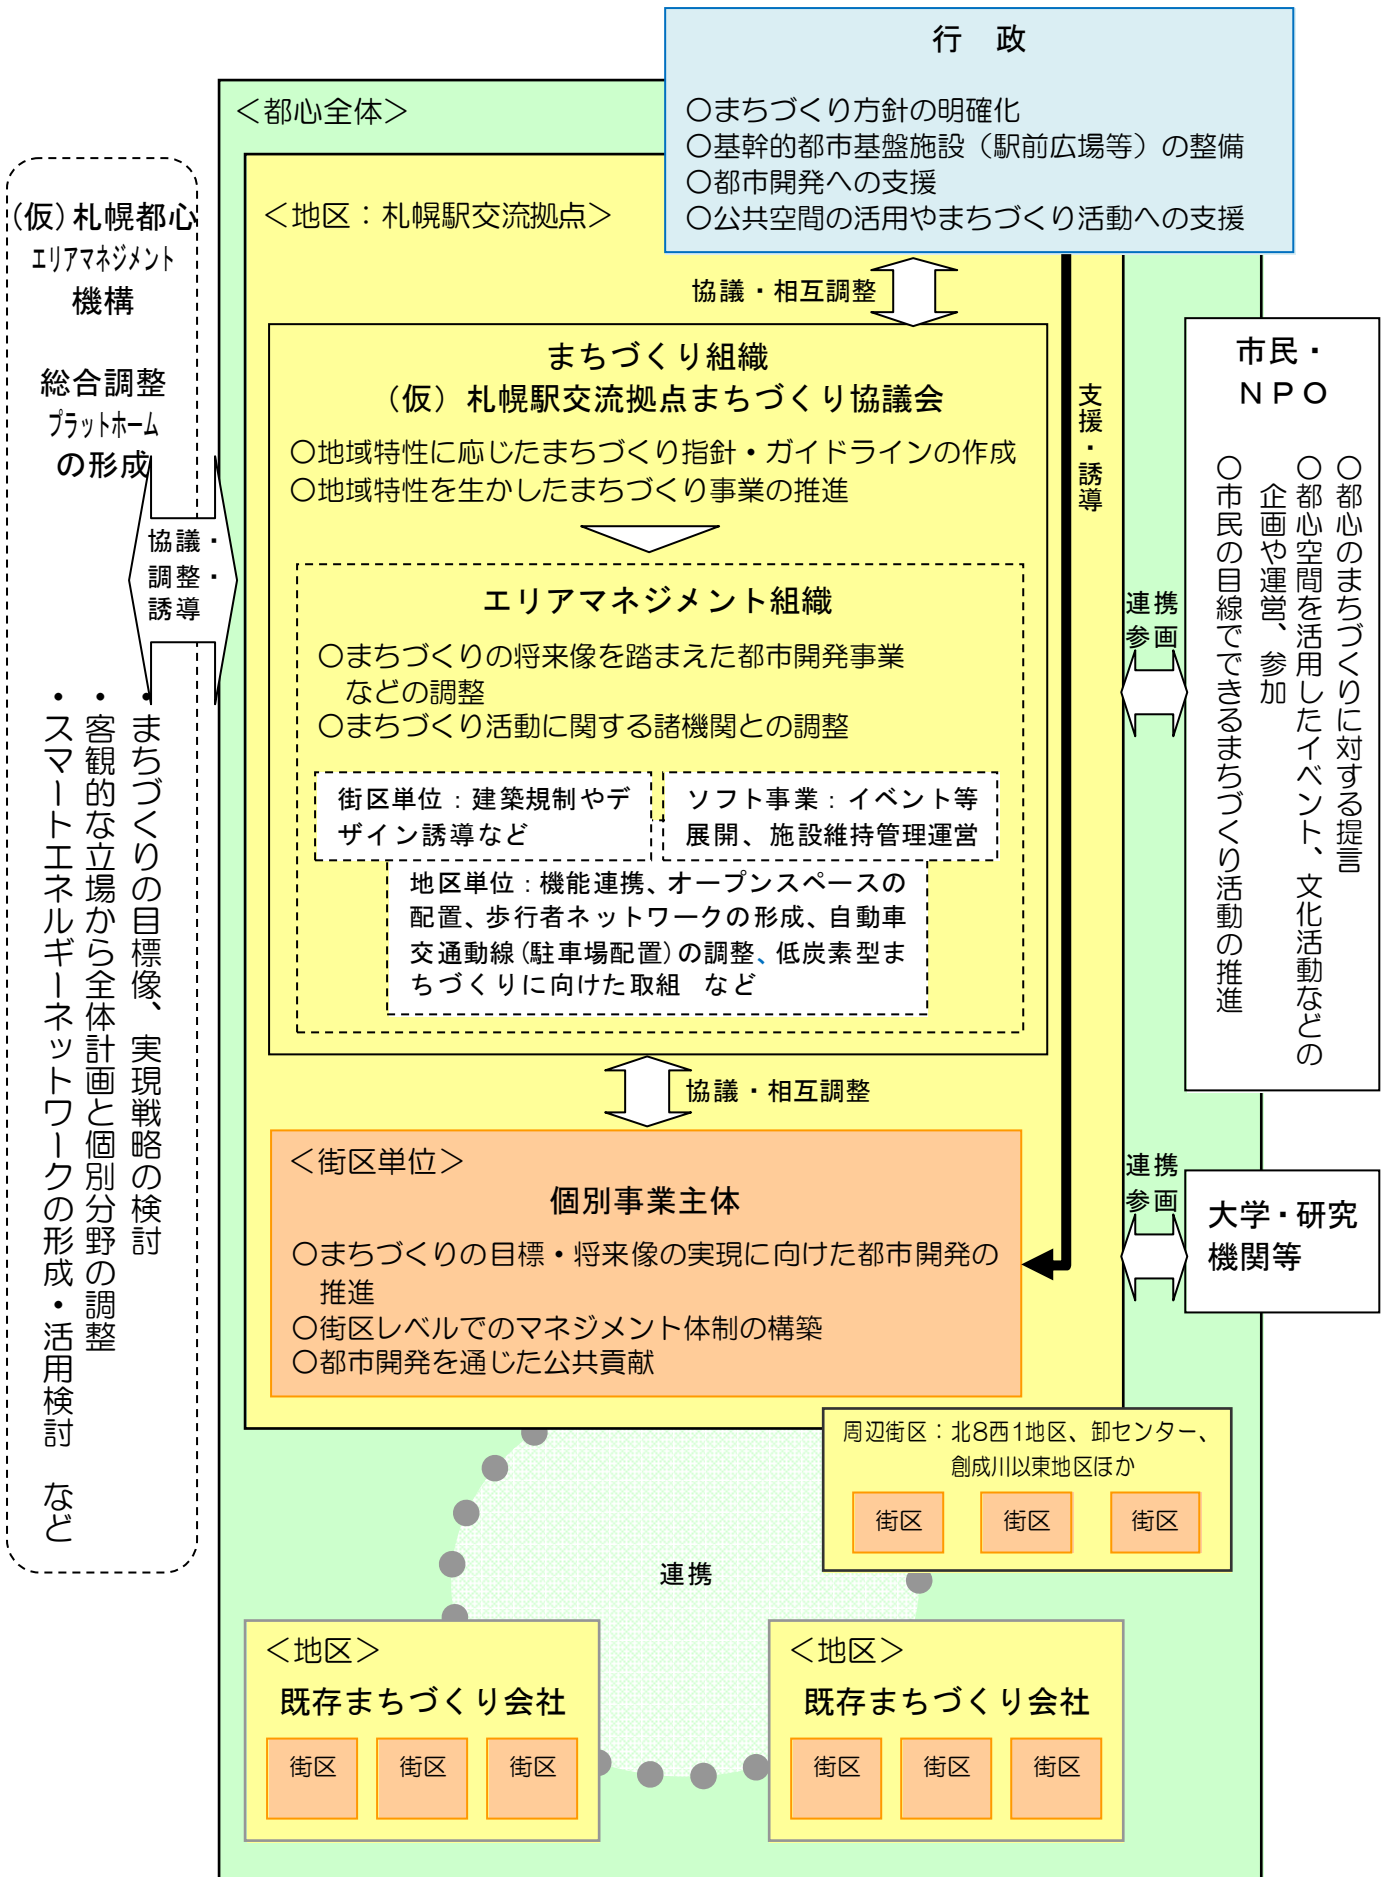 行　政
○まちづくり方針の明確化
○基幹的都市基盤施設（駅前広場等）の整備
○都市開発への支援
○公共空間の活用やまちづくり活動への支援
＜都心全体＞
＜地区：札幌駅交流拠点＞
(仮)札幌都心
エリアマネジメント
機構
総合調整
プラットホーム
の形成
協議・
調整・
誘導
・まちづくりの目標像、実現戦略の検討
・客観的な立場から全体計画と個別分野の調整
・スマートエネルギーネットワークの形成・活用検討　など
協議・相互調整
支援・誘導
まちづくり組織
（仮）札幌駅交流拠点まちづくり協議会
○地域特性に応じたまちづくり指針・ガイドラインの作成
○地域特性を生かしたまちづくり事業の推進
エリアマネジメント組織
○まちづくりの将来像を踏まえた都市開発事業
などの調整
○まちづくり活動に関する諸機関との調整
街区単位：建築規制やデ
ザイン誘導など
ソフト事業：イベント等
展開、施設維持管理運営
地区単位：機能連携、オープンスペースの
配置、歩行者ネットワークの形成、自動車
交通動線(駐車場配置)の調整、低炭素型ま
ちづくりに向けた取組　など
協議・相互調整
＜街区単位＞
個別事業主体
○まちづくりの目標・将来像の実現に向けた都市開発の
推進
○街区レベルでのマネジメント体制の構築
○都市開発を通じた公共貢献
連携
参画
市民・
ＮＰＯ
○都心のまちづくりに対する提言
○都心空間を活用したイベント、文化活動などの
企画や運営、参加
○市民の目線でできるまちづくり活動の推進
連携
参画
大学・研究
機関等
周辺街区：北8西1地区、卸センター、
創成川以東地区ほか
街区
街区
街区
連携
＜地区＞
既存まちづくり会社
街区
街区
街区
＜地区＞
既存まちづくり会社
街区
街区
街区